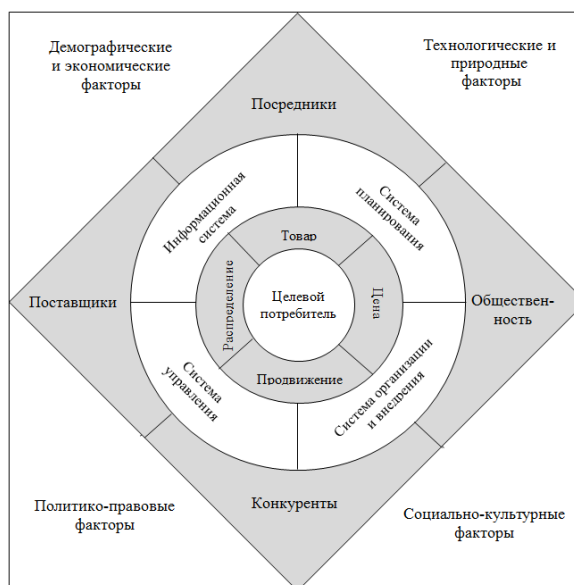 Демографические
и экономические
факторы
Технологические и
природные
факторы
Посредники
Информационная
система
Система
планирования
Товар
Распределение
Целевой
потребитель
Цена
Поставщики
Обществен-
ность
Продвижение
Система
управления
Система организации
и внедрения
Конкуренты
Политико-правовые
факторы
Социально-культурные
факторы